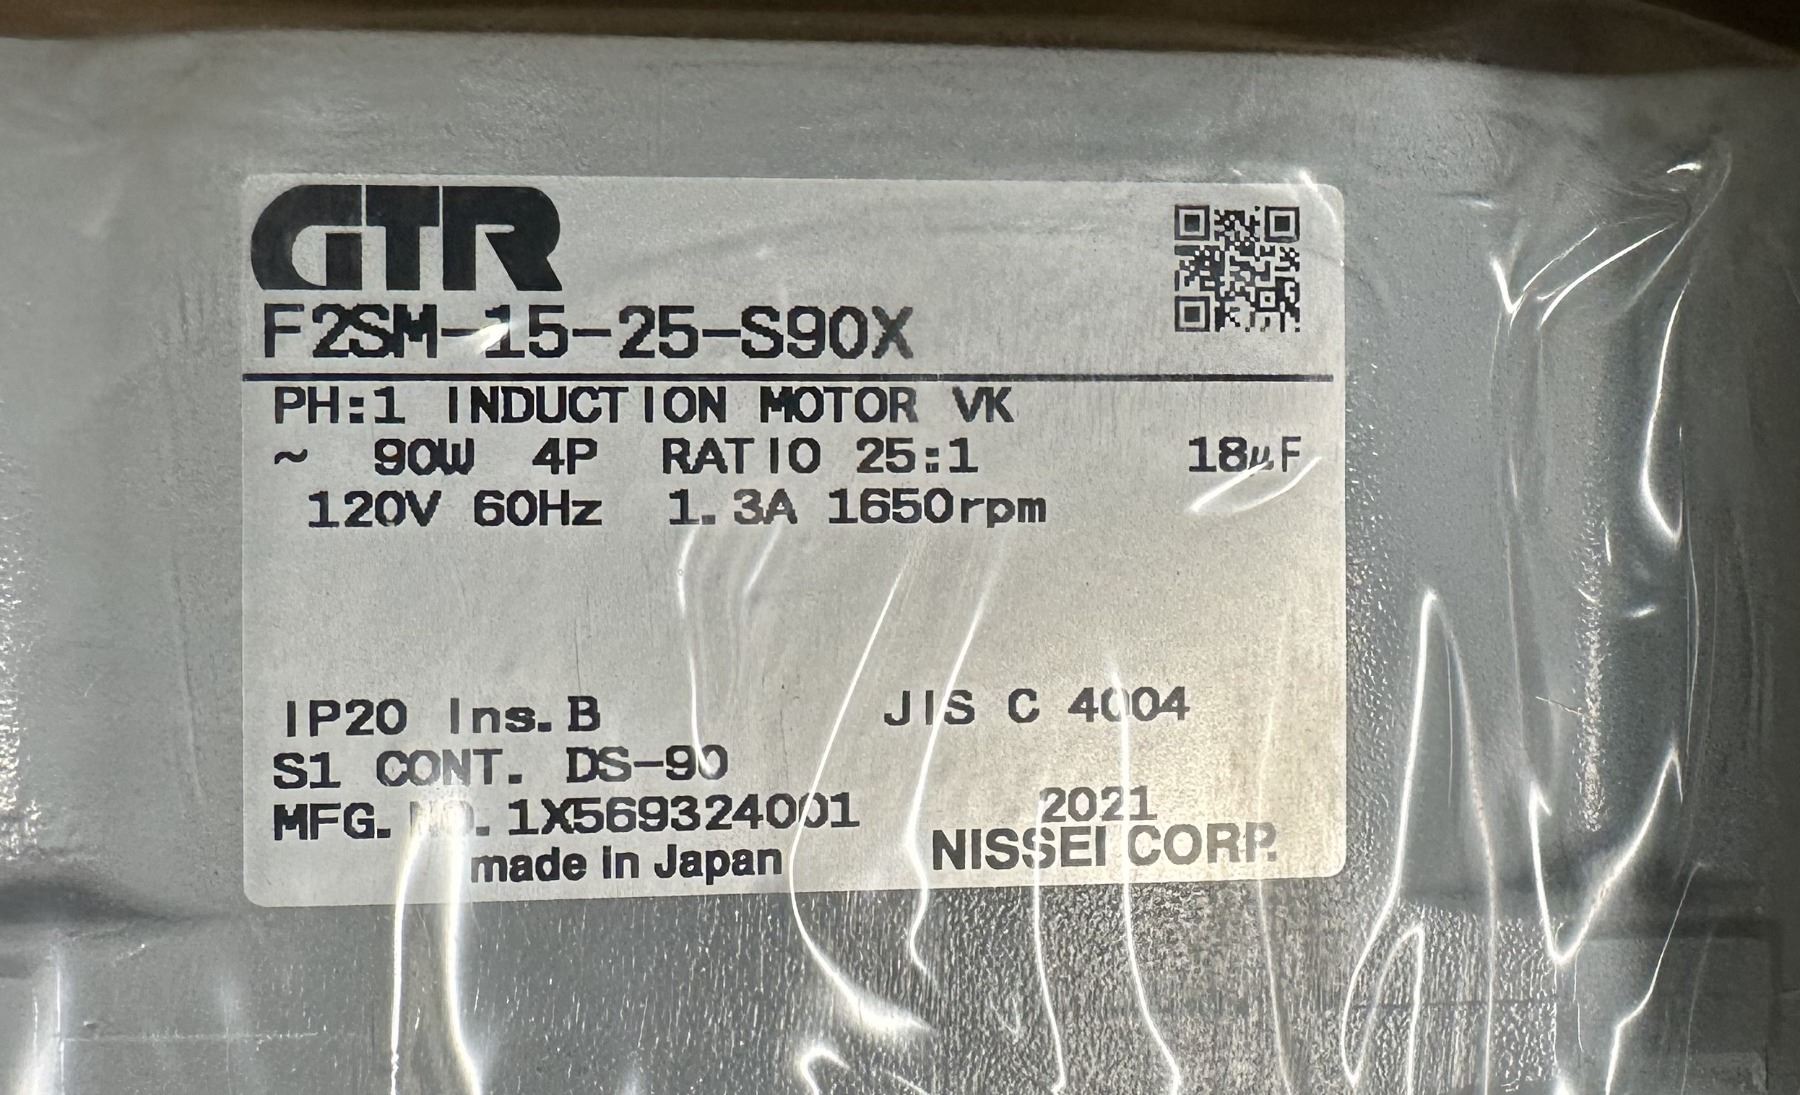 GTR
F2SM-15-25-S90X
PH:1 INDUCTION MOTOR VK
~ 90W 4P RATIO 25:1 18μF
120V 60Hz 1.3A 1650rpm
IP20 Ins.B JIS C 4004
S1 CONT. DS-90
MFG. NO. 1X569324001 2021
made in Japan NISSEI CORP.